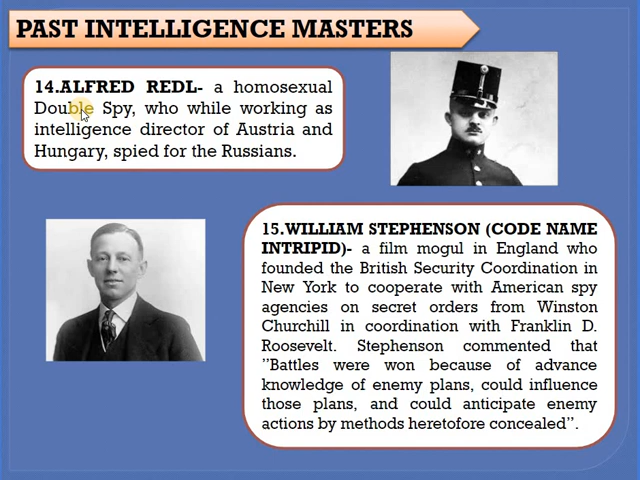 PAST INTELLIGENCE MASTERS
14.ALFRED REDL- a homosexual
Double Spy, who while working as
intelligence director of Austria and
Hungary, spied for the Russians.
15.WILLIAM STEPHENSON (CODE NAME
INTRIPID)- a film mogul in England who
founded the British Security Coordination in
New York to cooperate with American spy
agencies on secret orders from Winston
Churchill in coordination with Franklin D.
Roosevelt. Stephenson commented that
”Battles were won because of advance
knowledge of enemy plans, could influence
those plans, and could anticipate enemy
actions by methods heretofore concealed”.